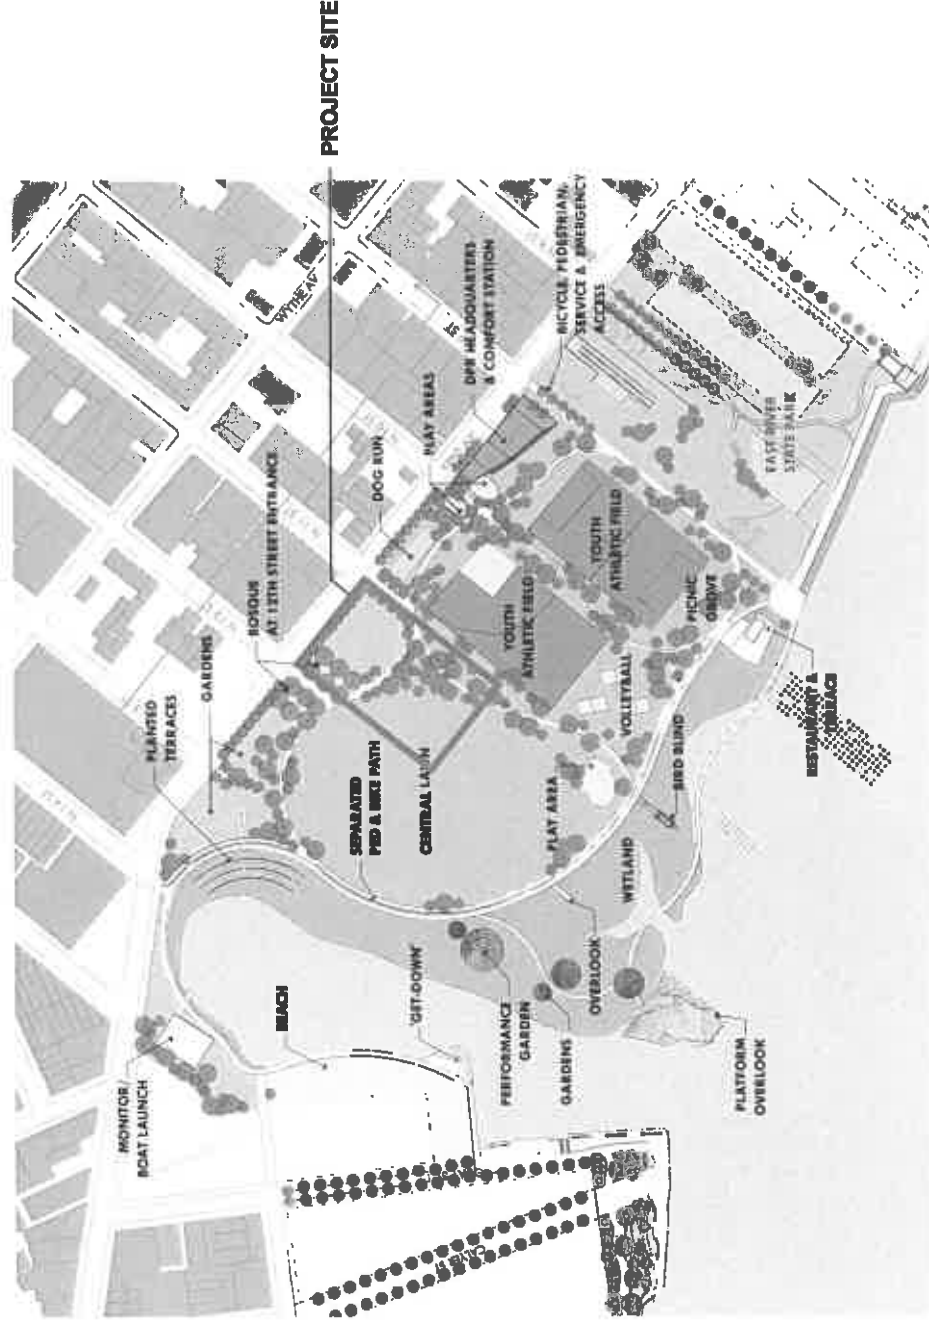 PROJECT SITE
WYTHE AV
BOSQUE
AT 12TH STREET ENTRANCE
DOG RUN
PLAY AREAS
DPR HEADQUARTERS
& COMFORT STATION
BICYCLE, PEDESTRIAN,
SERVICE & EMERGENCY
ACCESS
GARDENS
PLANTED
TERRACES
YOUTH
ATHLETIC FIELD
YOUTH
ATHLETIC FIELD
EAST RIVER
STATE PARK
PICNIC
GROVE
VOLLEYBALL
RESTAURANT &
TERRACE
SEPARATED
PED & BIKE PATH
CENTRAL LAWN
PLAY AREA
BIRD BLIND
WETLAND
OVERLOOK
"GET-DOWN"
BEACH
PERFORMANCE
GARDEN
GARDENS
PLATFORM
OVERLOOK
MONITOR/
BOAT LAUNCH